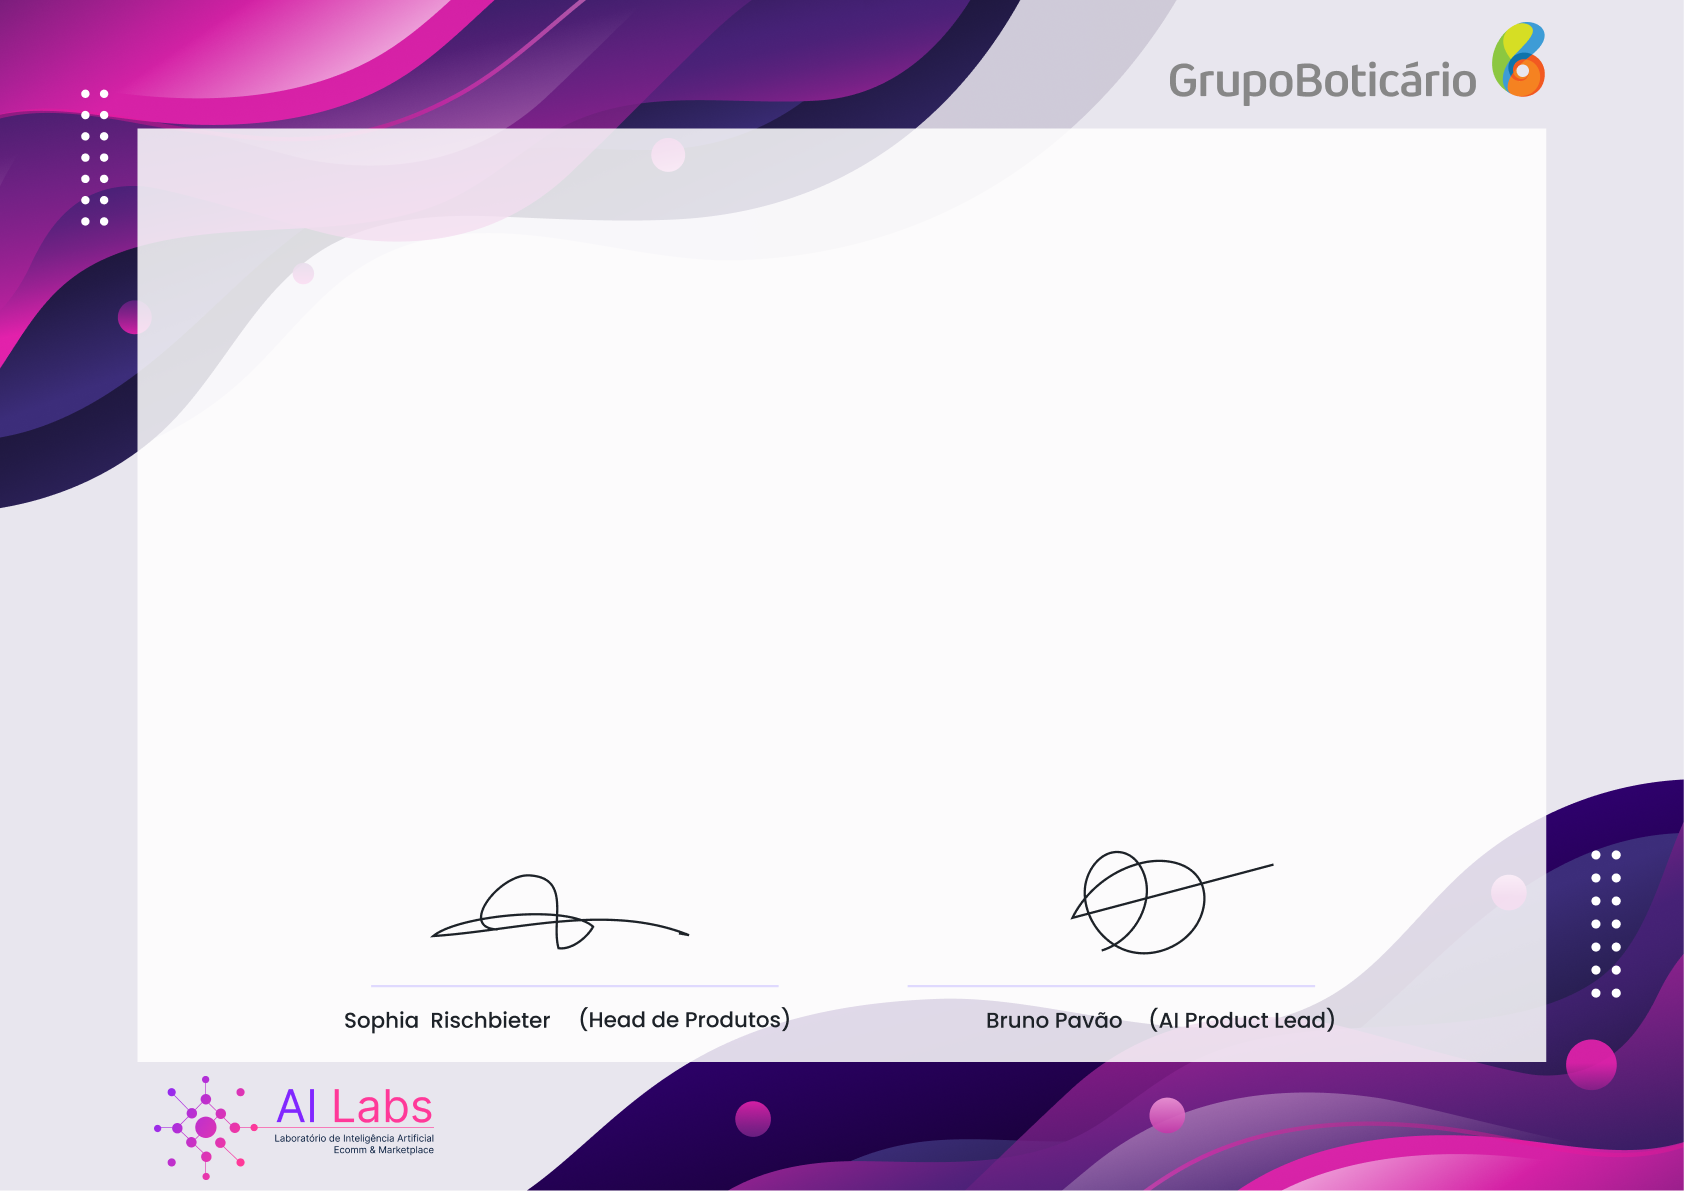 GrupoBoticário
Sophia Rischbieter (Head de Produtos)
Bruno Pavão (AI Product Lead)
AI Labs
Laboratório de Inteligência Artificial
Ecomm & Marketplace